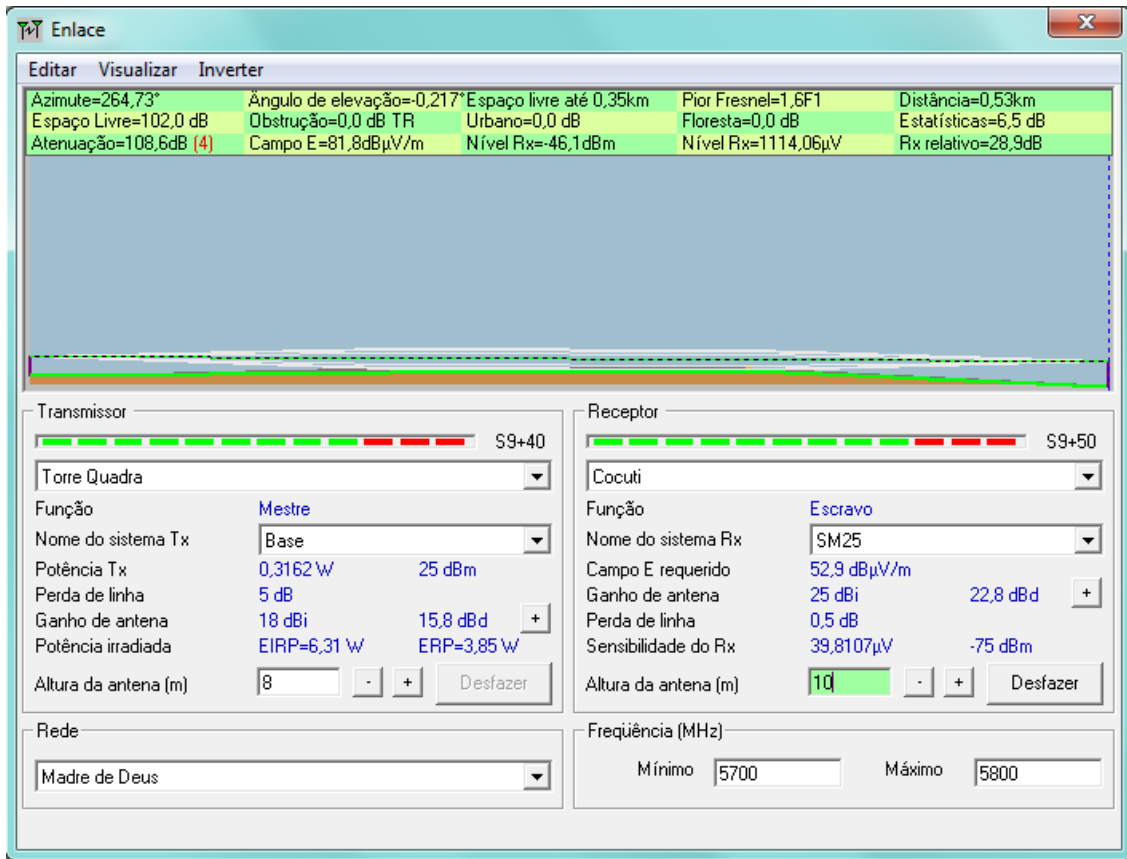 Enlace
Editar Visualizar Inverter
Azimute=264,73° Ângulo de elevação=-0,217° Espaço livre até 0,35km Pior Fresnel=1,6F1 Distância=0,53km
Espaço Livre=102,0 dB Obstrução=0,0 dB TR Urbano=0,0 dB Floresta=0,0 dB Estatísticas=6,5 dB
Atenuação=108,6dB (4) Campo E=81,8dBµV/m Nível Rx=-46,1dBm Nível Rx=1114,06µV Rx relativo=28,9dB
Transmissor
S9+40
Torre Quadra
Função Mestre
Nome do sistema Tx Base
Potência Tx 0,3162 W 25 dBm
Perda de linha 5 dB
Ganho de antena 18 dBi 15,8 dBd +
Potência irradiada EIRP=6,31 W ERP=3,85 W
Altura da antena (m) 8 - + Desfazer
Receptor
S9+50
Cocuti
Função Escravo
Nome do sistema Rx SM25
Campo E requerido 52,9 dBµV/m
Ganho de antena 25 dBi 22,8 dBd +
Perda de linha 0,5 dB
Sensibilidade do Rx 39,8107µV -75 dBm
Altura da antena (m) 10 - + Desfazer
Rede
Madre de Deus
Freqüência (MHz)
Mínimo 5700 Máximo 5800